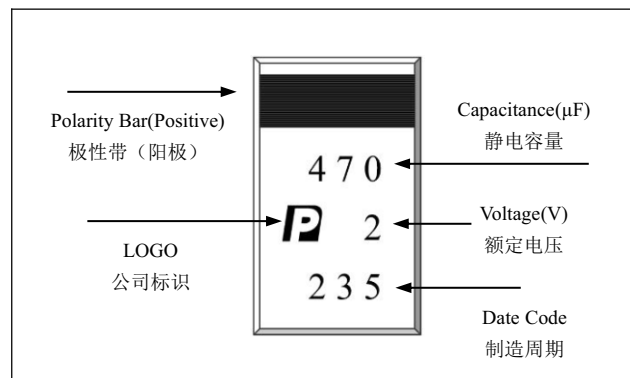 Polarity Bar(Positive)
极性带（阳极）
Capacitance(μF)
静电容量
470
P 2
Voltage(V)
额定电压
LOGO
公司标识
235
Date Code
制造周期